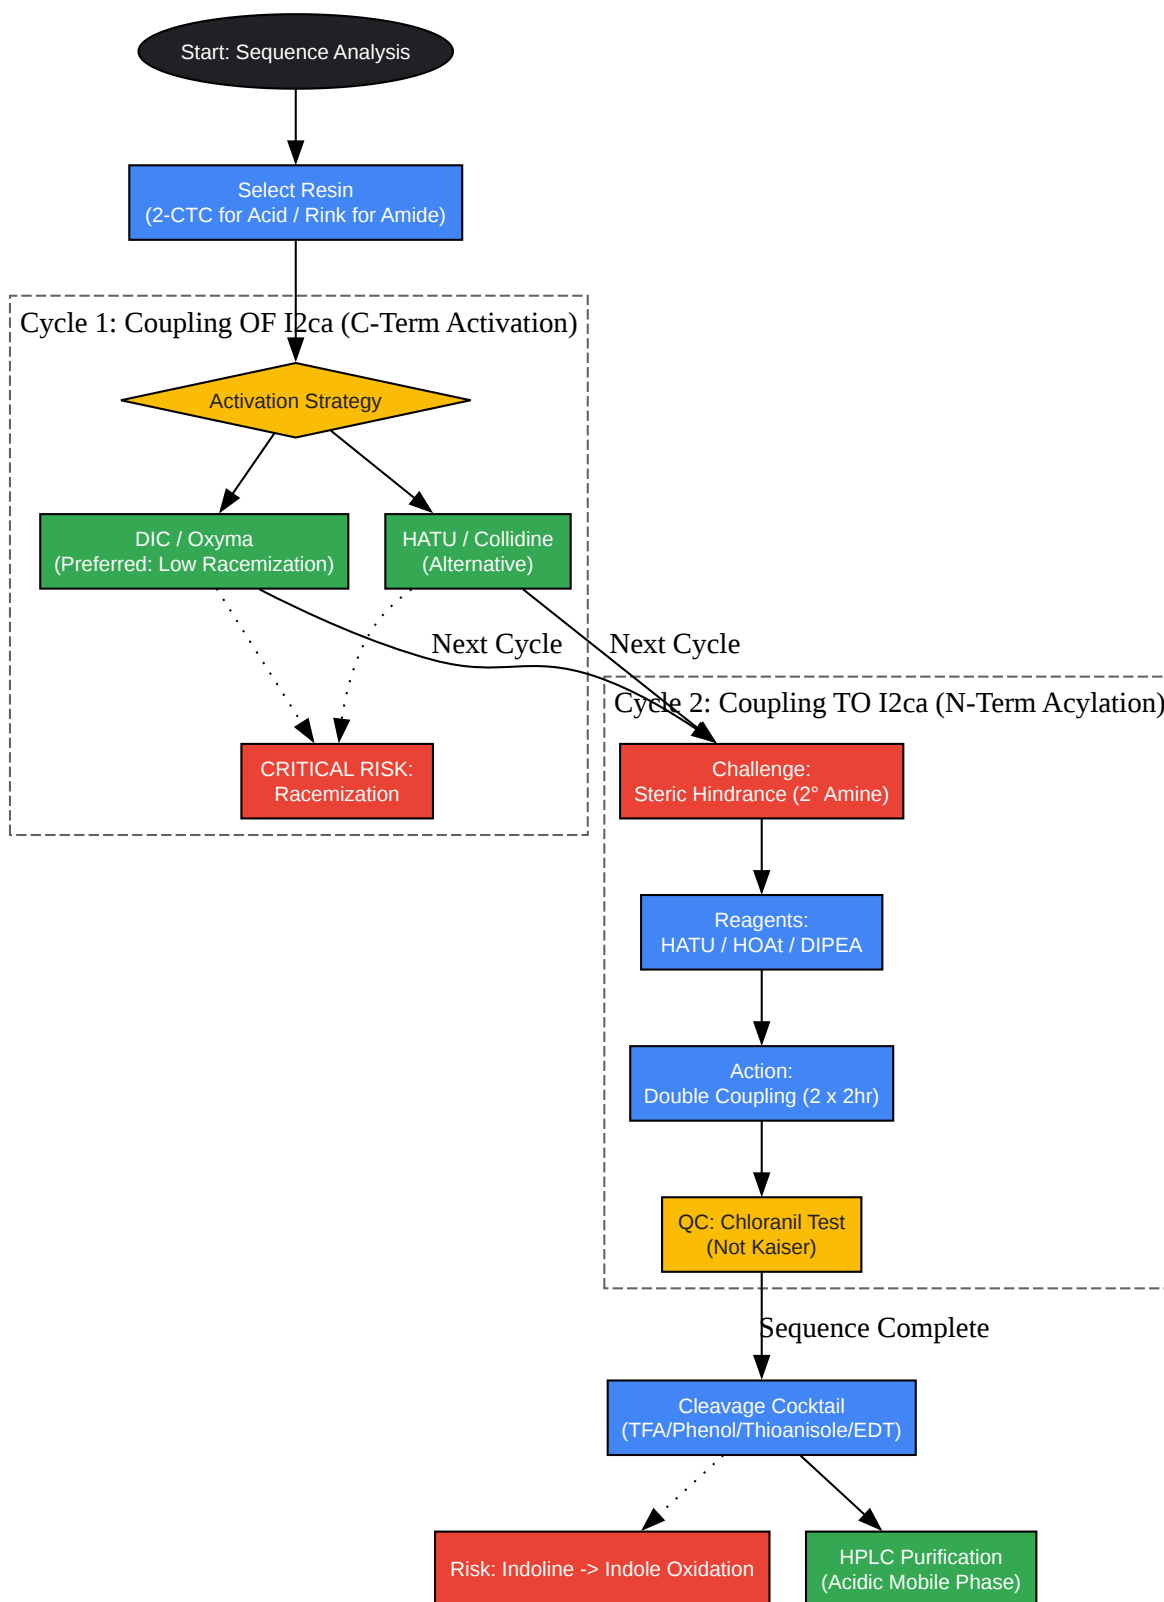 Start: Sequence Analysis
Select Resin
(2-CTC for Acid / Rink for Amide)
Cycle 1: Coupling OF I2ca (C-Term Activation)
Activation Strategy
DIC / Oxyma
(Preferred: Low Racemization)
HATU / Collidine
(Alternative)
Next Cycle
Next Cycle
CRITICAL RISK:
Racemization
Cycle 2: Coupling TO I2ca (N-Term Acylation)
Challenge:
Steric Hindrance (2° Amine)
Reagents:
HATU / HOAt / DIPEA
Action:
Double Coupling (2 x 2hr)
QC: Chloranil Test
(Not Kaiser)
Sequence Complete
Cleavage Cocktail
(TFA/Phenol/Thioanisole/EDT)
Risk: Indoline -> Indole Oxidation
HPLC Purification
(Acidic Mobile Phase)